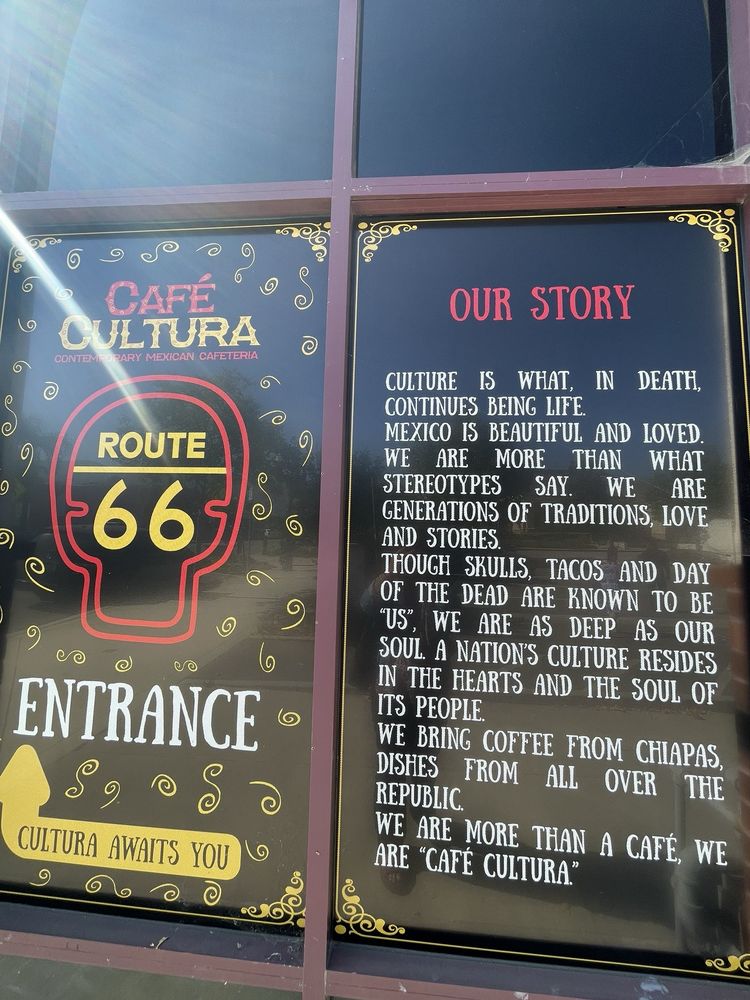 CAFÉ
CULTURA
CONTEMPORARY MEXICAN CAFETERIA
ROUTE
66
ENTRANCE
CULTURA AWAITS YOU
OUR STORY
CULTURE IS WHAT, IN DEATH,
CONTINUES BEING LIFE.
MEXICO IS BEAUTIFUL AND LOVED.
WE ARE MORE THAN WHAT
STEREOTYPES SAY. WE ARE
GENERATIONS OF TRADITIONS, LOVE
AND STORIES.
THOUGH SKULLS, TACOS AND DAY
OF THE DEAD ARE KNOWN TO BE
“US”, WE ARE AS DEEP AS OUR
SOUL. A NATION'S CULTURE RESIDES
IN THE HEARTS AND THE SOUL OF
ITS PEOPLE.
WE BRING COFFEE FROM CHIAPAS,
DISHES FROM ALL OVER THE
REPUBLIC.
WE ARE MORE THAN A CAFÉ, WE
ARE “CAFÉ CULTURA.”